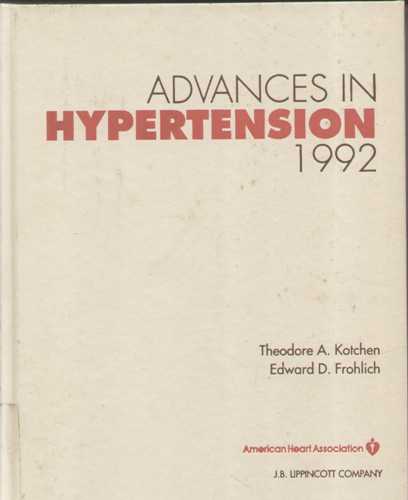 ADVANCES IN
HYPERTENSION
1992
Theodore A. Kotchen
Edward D. Frohlich
American Heart Association
J.B. LIPPINCOTT COMPANY